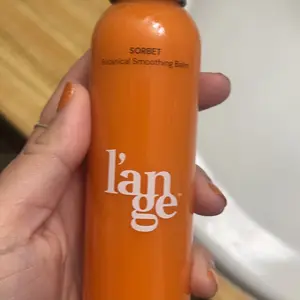 SORBET
Botanical Smoothing Balm
l'an
ge